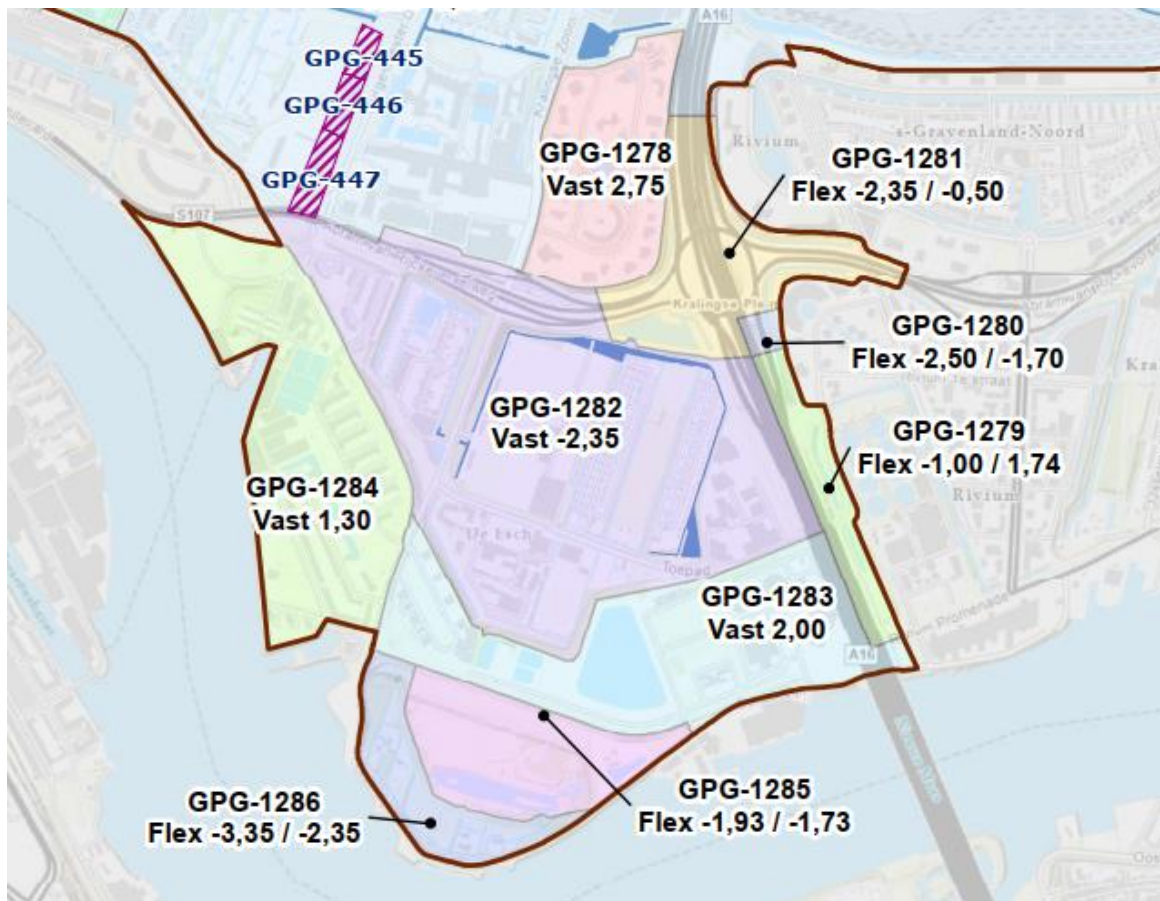 A16
GPG-445
GPG-446
GPG-447
S107
GPG-1278
Vast 2,75
Rivium
s-Gravenland-Noord
GPG-1281
Flex -2,35 / -0,50
Kralingse Plein
GPG-1280
Flex -2,50 / -1,70
GPG-1282
Vast -2,35
GPG-1279
Flex -1,00 / 1,74
Rivium
GPG-1284
Vast 1,30
De Esch
Toepad
GPG-1283
Vast 2,00
A16
GPG-1285
Flex -1,93 / -1,73
GPG-1286
Flex -3,35 / -2,35